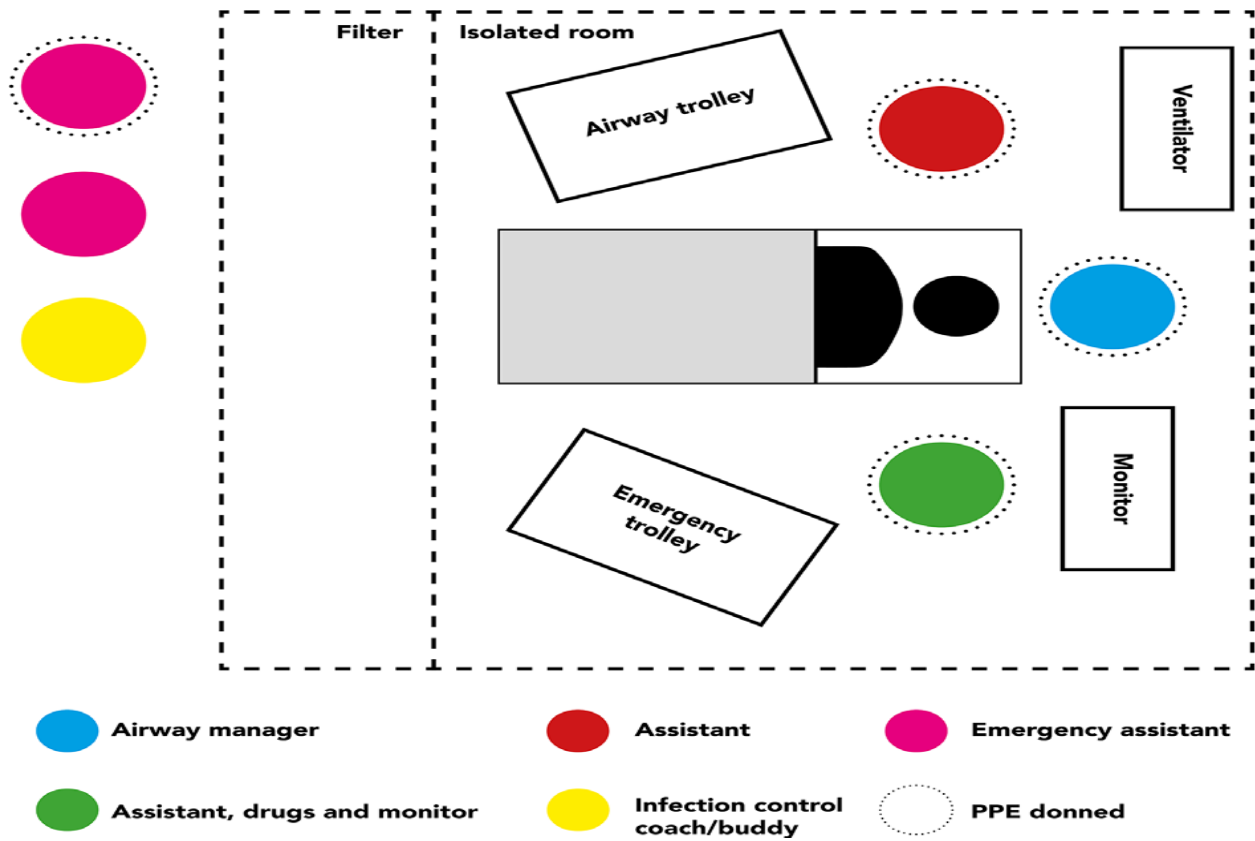 Filter
Isolated room
Airway trolley
Ventilator
Emergency
trolley
Monitor
Airway manager
Assistant
Emergency assistant
Assistant, drugs and monitor
Infection control
coach/buddy
PPE donned